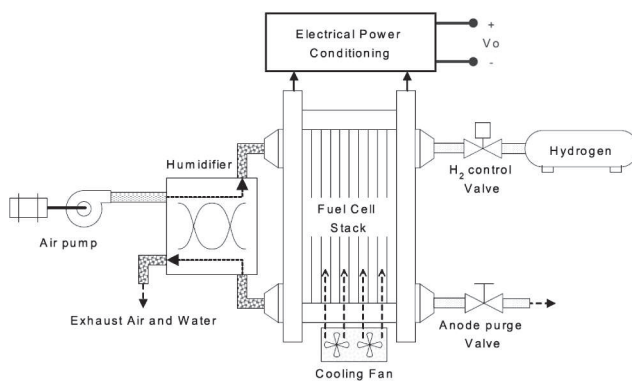 Electrical Power
Conditioning
+
Vo
-
Humidifier
Hydrogen
H2 control
Valve
Fuel Cell
Stack
Air pump
Exhaust Air and Water
Anode purge
Valve
Cooling Fan